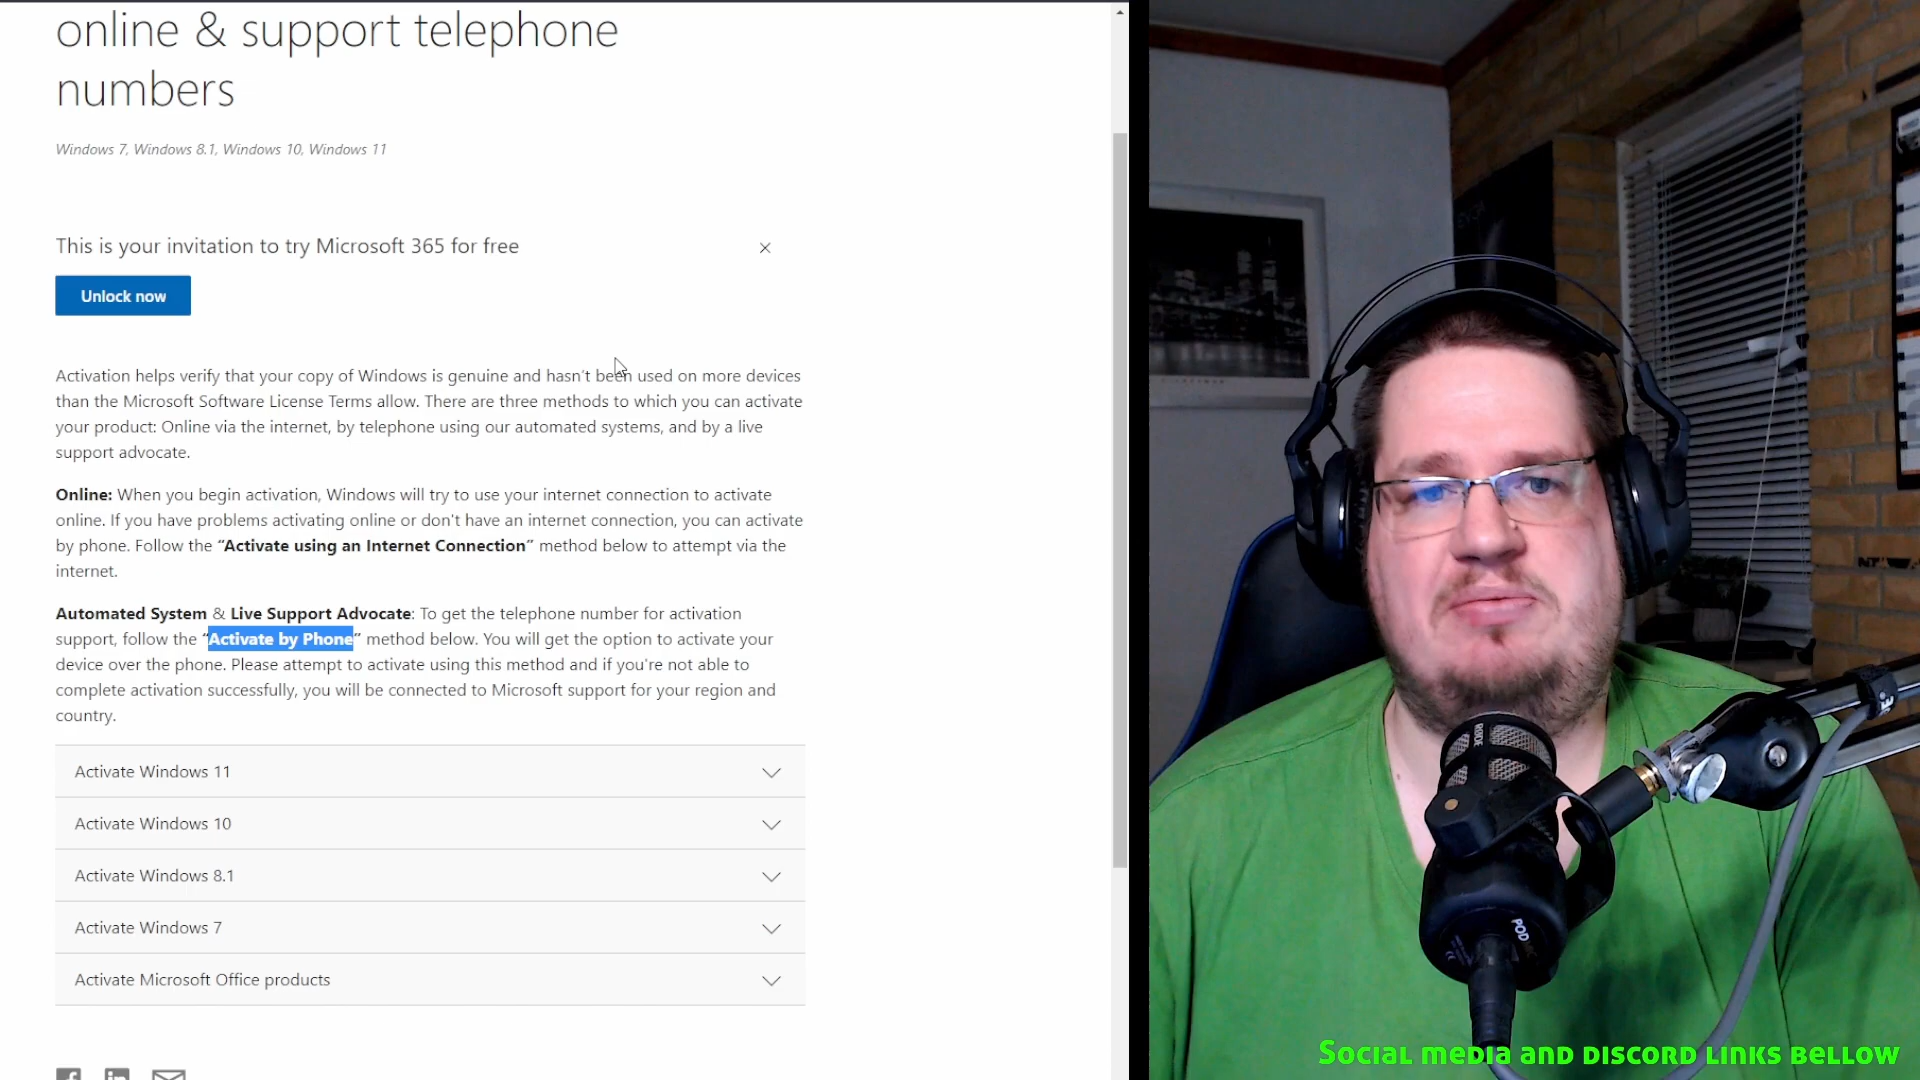 online & support telephone
numbers
Windows 7, Windows 8.1, Windows 10, Windows 11
This is your invitation to try Microsoft 365 for free
Unlock now
Activation helps verify that your copy of Windows is genuine and hasn't been used on more devices
than the Microsoft Software License Terms allow. There are three methods to which you can activate
your product: Online via the internet, by telephone using our automated systems, and by a live
support advocate.
Online: When you begin activation, Windows will try to use your internet connection to activate
online. If you have problems activating online or don't have an internet connection, you can activate
by phone. Follow the “Activate using an Internet Connection” method below to attempt via the
internet.
Automated System & Live Support Advocate: To get the telephone number for activation
support, follow the “Activate by Phone” method below. You will get the option to activate your
device over the phone. Please attempt to activate using this method and if you're not able to
complete activation successfully, you will be connected to Microsoft support for your region and
country.
Activate Windows 11
Activate Windows 10
Activate Windows 8.1
Activate Windows 7
Activate Microsoft Office products
RØDE
POD
Social media and discord links bellow